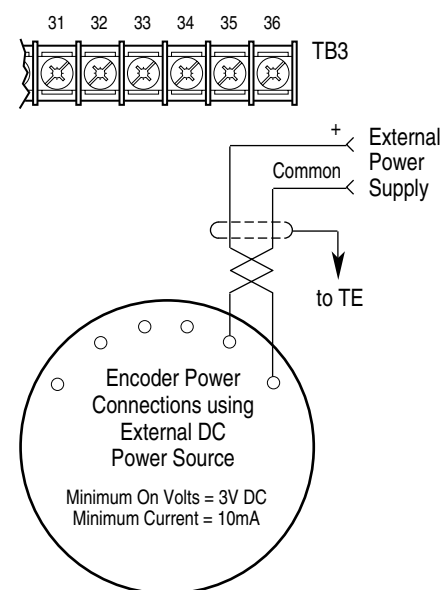 31 32 33 34 35 36
TB3
+ External
Power
Common Supply
to TE
Encoder Power
Connections using
External DC
Power Source
Minimum On Volts = 3V DC
Minimum Current = 10mA